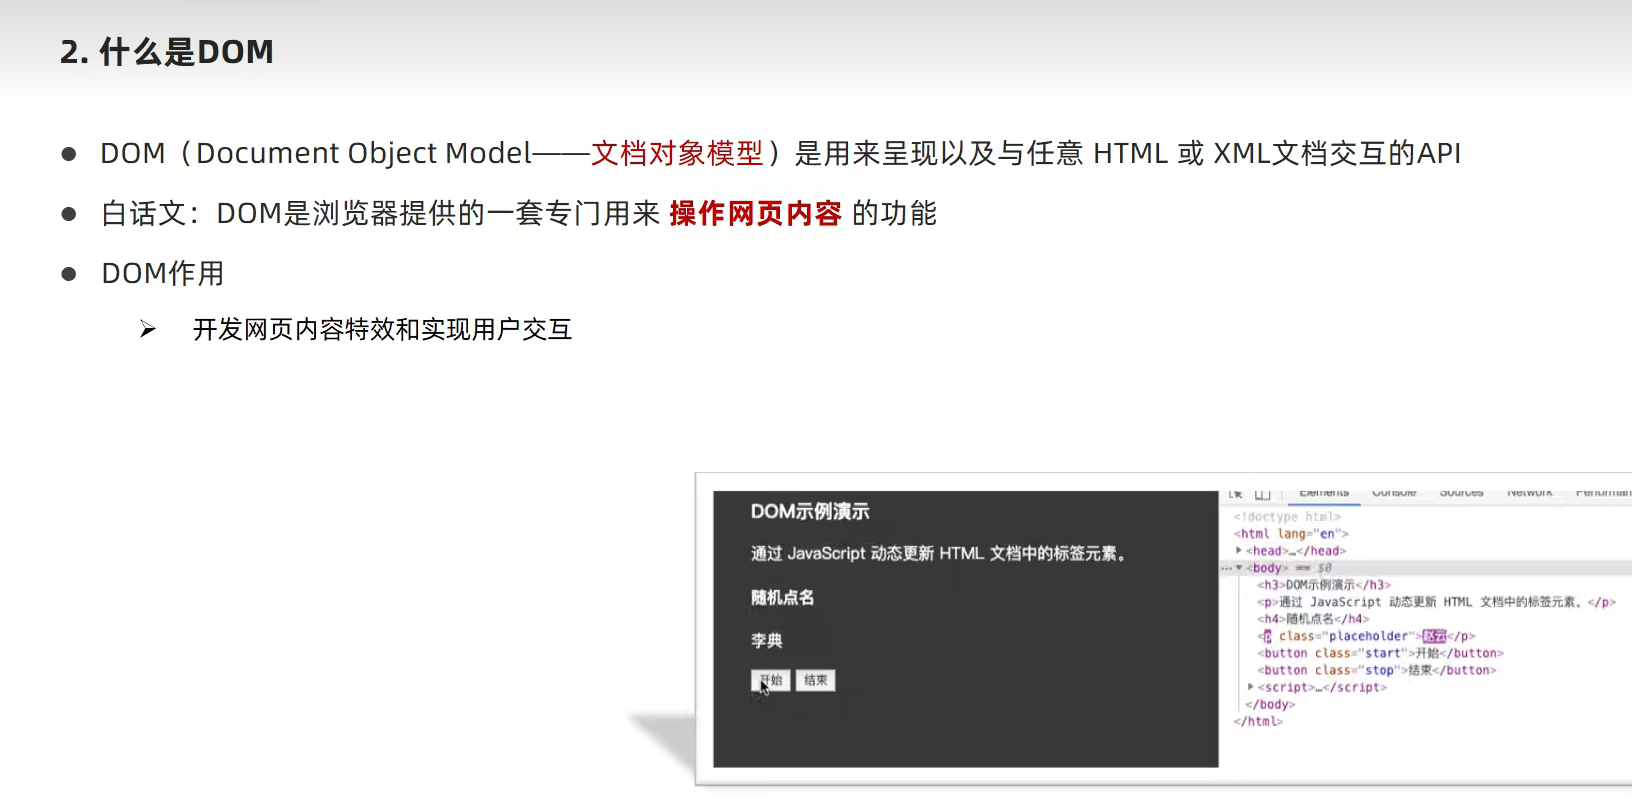 2. 什么是DOM
DOM（Document Object Model——文档对象模型）是用来呈现以及与任意 HTML 或 XML文档交互的API
白话文：DOM是浏览器提供的一套专门用来 操作网页内容 的功能
DOM作用
开发网页内容特效和实现用户交互
DOM示例演示
通过 JavaScript 动态更新 HTML 文档中的标签元素。
随机点名
李典
开始 结束
Elements Console Sources Network
<!doctype html>
<html lang="en">
<head>…</head>
<body> == $0
<h3>DOM示例演示</h3>
<p>通过 JavaScript 动态更新 HTML 文档中的标签元素。</p>
<h4>随机点名</h4>
<p class="placeholder">赵云</p>
<button class="start">开始</button>
<button class="stop">结束</button>
<script>…</script>
</body>
</html>